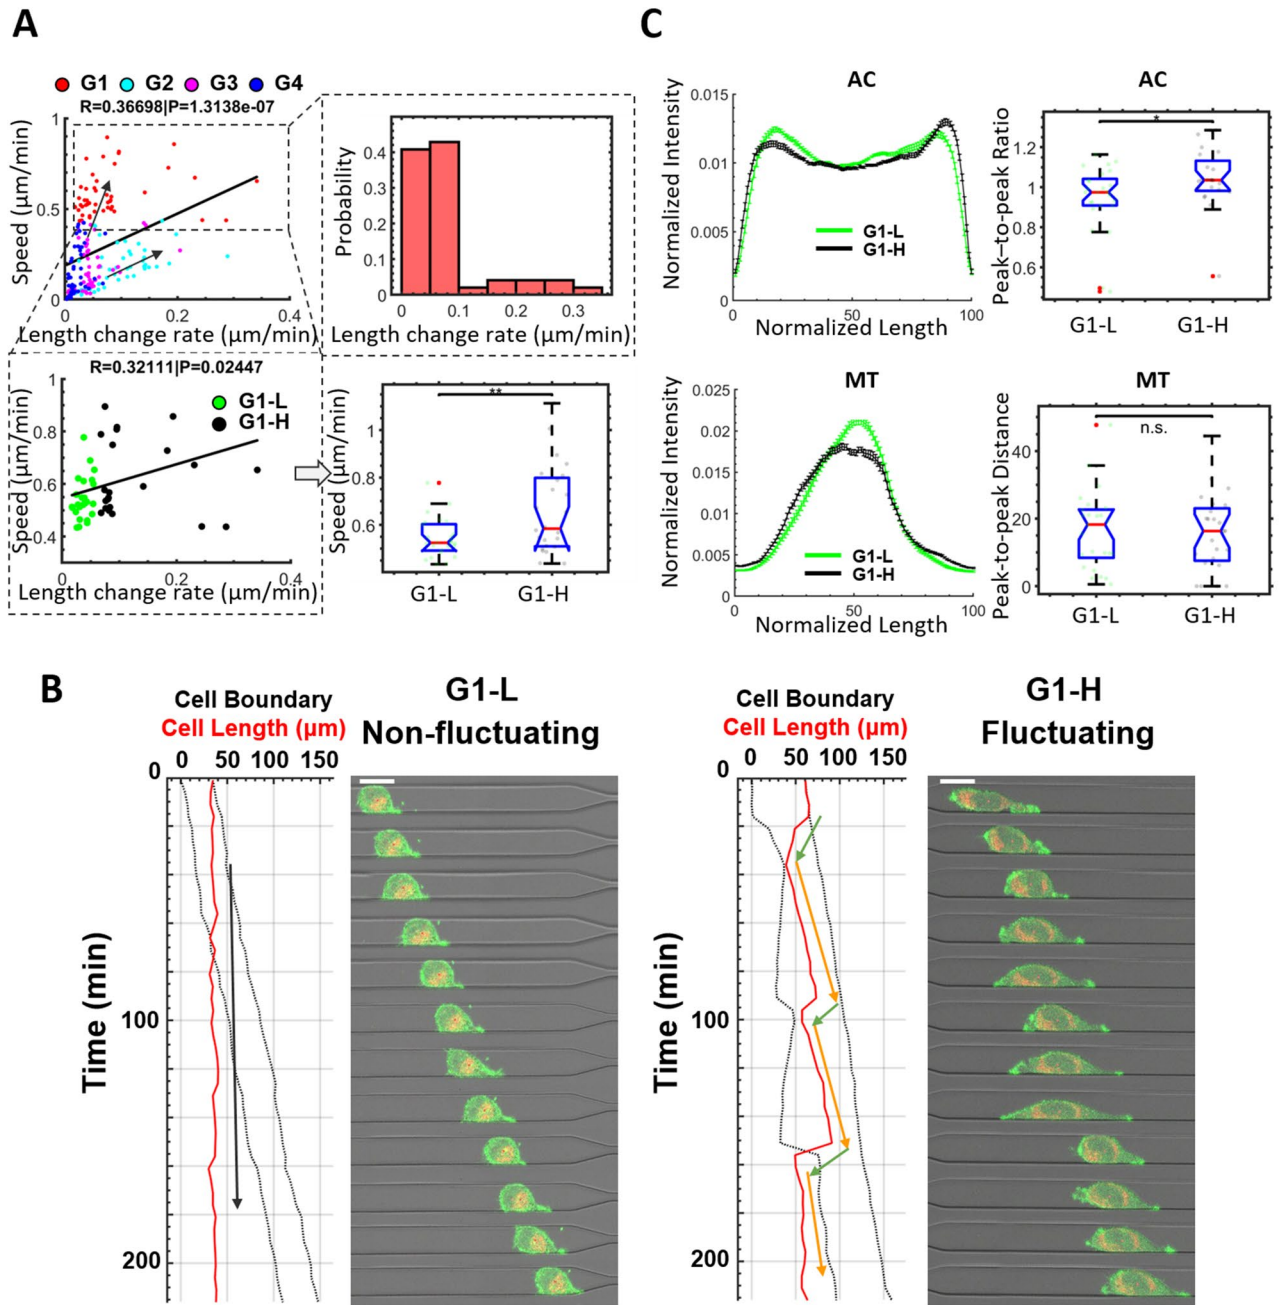 A
G1 G2 G3 G4
R=0.36698|P=1.3138e-07
Speed (μm/min)
1
0.5
0
0 0.2 0.4
Length change rate (μm/min)
Probability
0.4
0.3
0.2
0.1
0
0 0.1 0.2 0.3
Length change rate (μm/min)
R=0.32111|P=0.02447
Speed (μm/min)
1
0.8
0.6
0.4
G1-L
G1-H
0 0.2 0.4
Length change rate (μm/min)
Speed (μm/min)
1
0.8
0.6
**
G1-L G1-H
C
AC
Normalized Intensity
0.015
0.010
0.005
0
G1-L
G1-H
0 50 100
Normalized Length
AC
Peak–to-peak Ratio
1.2
1
0.8
0.6
*
G1-L G1-H
MT
Normalized Intensity
0.025
0.02
0.015
0.01
0.005
0
G1-L
G1-H
0 50 100
Normalized Length
MT
Peak-to-peak Distance
40
20
0
n.s.
G1-L G1-H
B
Cell Boundary
Cell Length (μm)
0 50 100 150
0
100
200
Time (min)
G1-L
Non-fluctuating
Cell Boundary
Cell Length (μm)
0 50 100 150
0
100
200
Time (min)
G1-H
Fluctuating